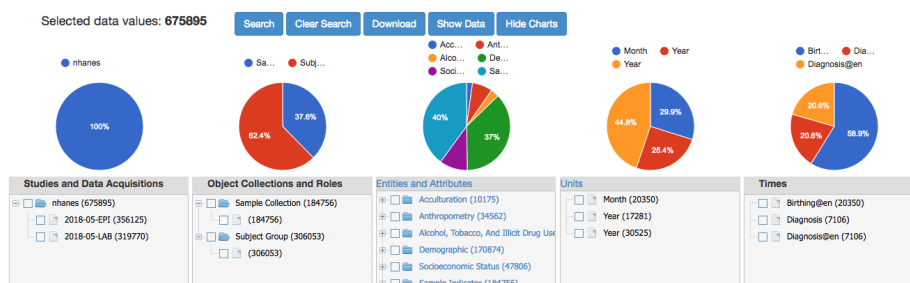 Selected data values: 675895
Search
Clear Search
Download
Show Data
Hide Charts
nhanes
Sa...
Subj...
Acc...
Ant...
Alco...
De...
Soci...
Sa...
Month
Year
Year
Birt...
Dia...
Diagnosis@en
100%
37.6%
62.4%
40%
37%
29.9%
25.4%
44.8%
58.9%
20.6%
20.6%
Studies and Data Acquisitions
nhanes (675895)
2018-05-EPI (356125)
2018-05-LAB (319770)
Object Collections and Roles
Sample Collection (184756)
(184756)
Subject Group (306053)
(306053)
Entities and Attributes
Acculturation (10175)
Anthropometry (34562)
Alcohol, Tobacco, And Illicit Drug Use
Demographic (170874)
Socioeconomic Status (47806)
Sample Indicator (184756)
Units
Month (20350)
Year (17281)
Year (30525)
Times
Birthing@en (20350)
Diagnosis (7106)
Diagnosis@en (7106)